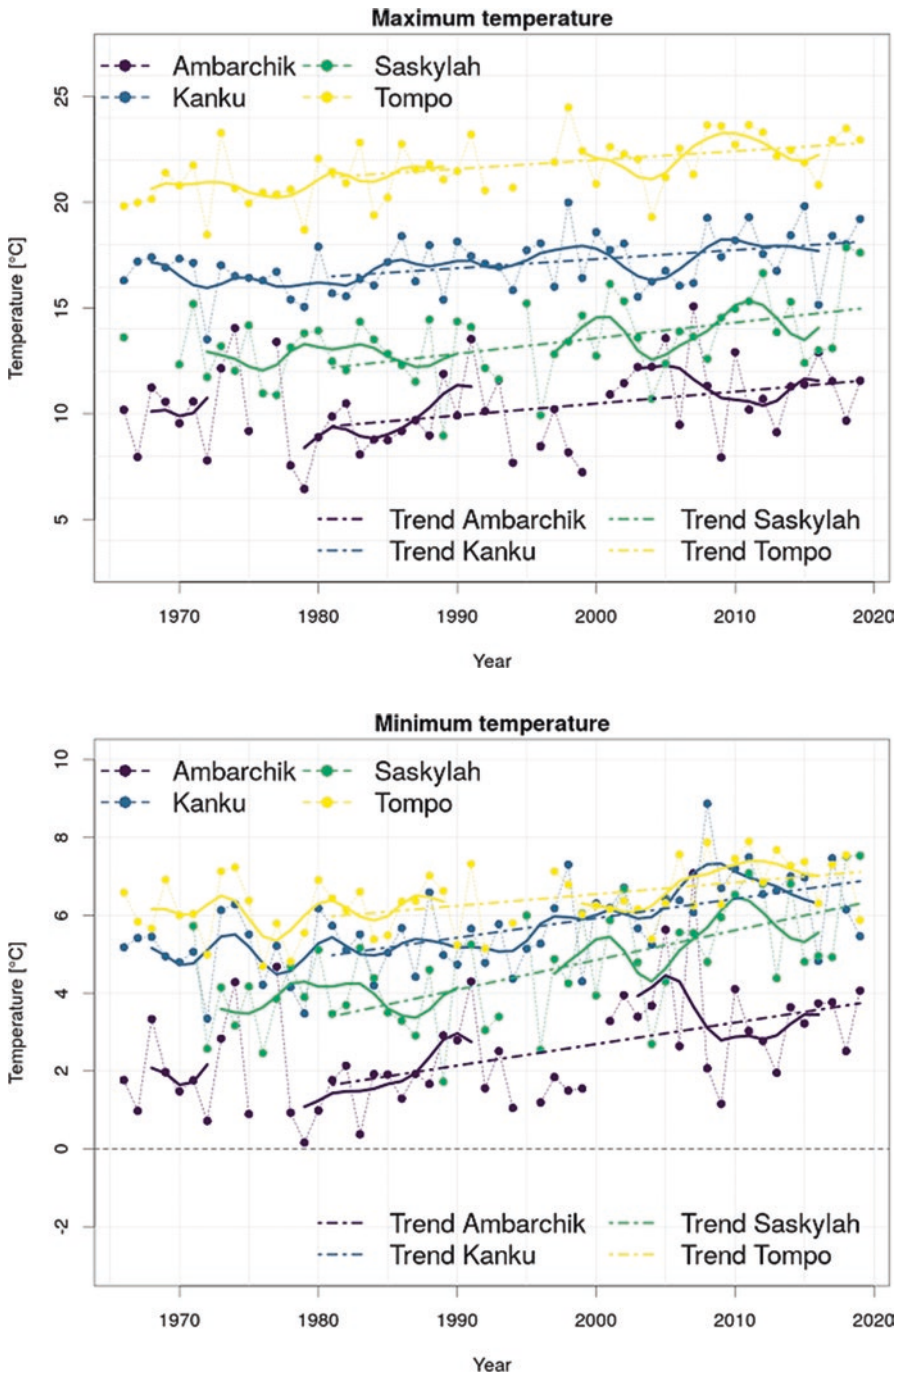 Maximum temperature
Ambarchik Saskylah
Kanku Tompo
25
20
15
10
5
Temperature [°C]
Trend Ambarchik Trend Saskylah
Trend Kanku Trend Tompo
1970 1980 1990 2000 2010 2020
Year
Minimum temperature
Ambarchik Saskylah
Kanku Tompo
10
8
6
4
2
0
-2
Temperature [°C]
Trend Ambarchik Trend Saskylah
Trend Kanku Trend Tompo
1970 1980 1990 2000 2010 2020
Year